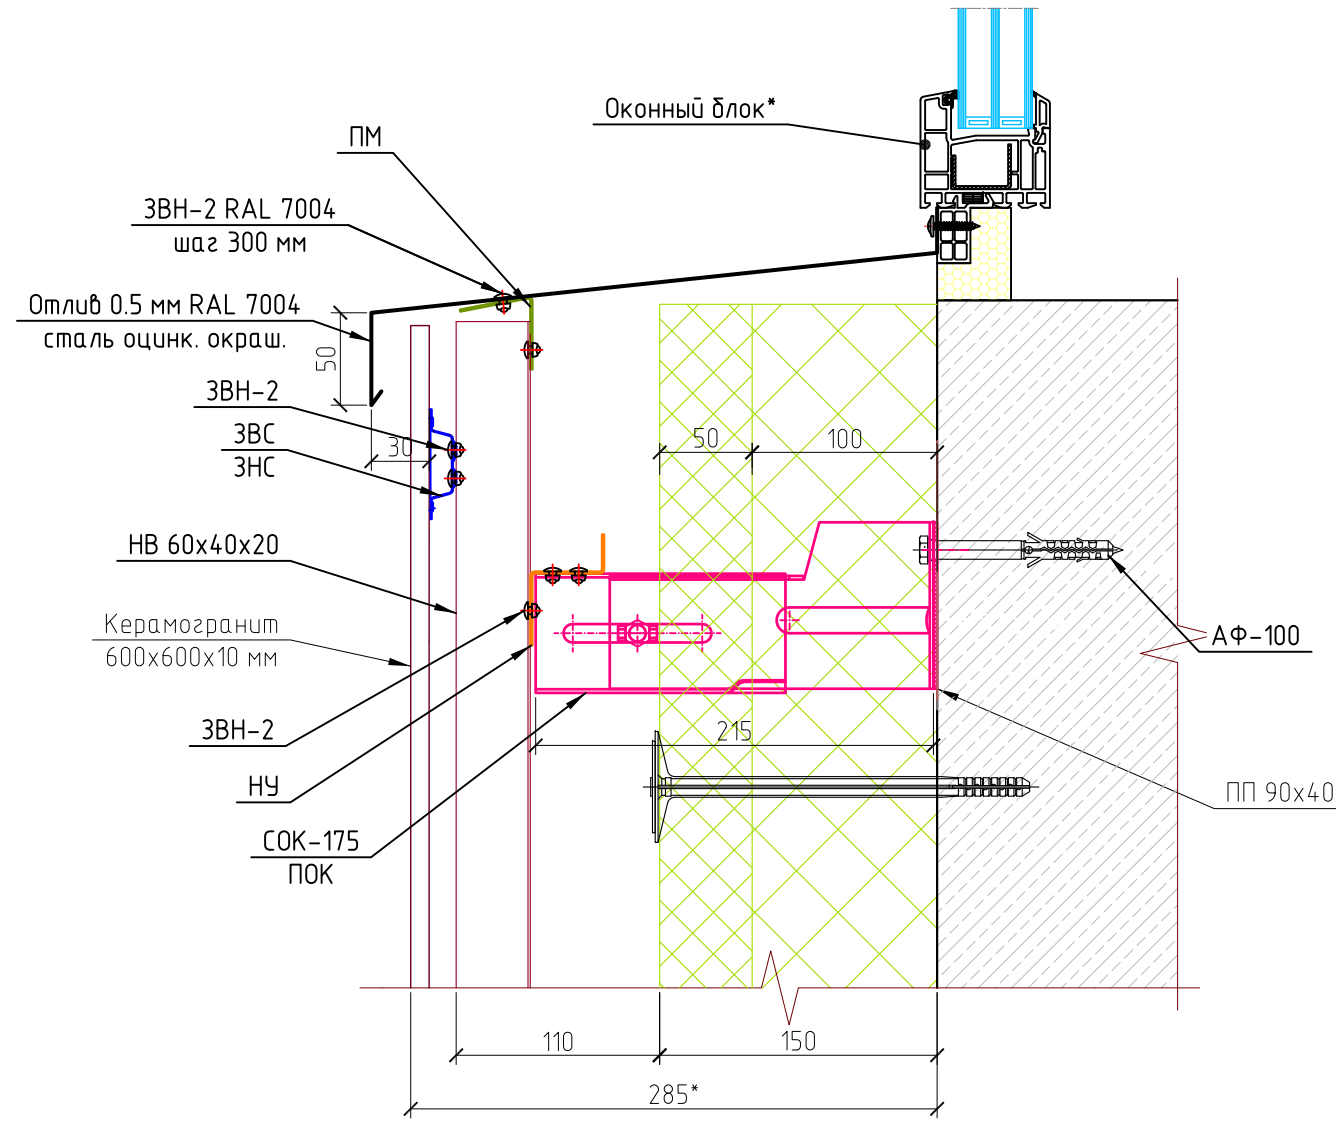 Оконный блок*
ПМ
ЗВН-2 RAL 7004
шаг 300 мм
Отлив 0.5 мм RAL 7004
сталь оцинк. окраш.
50
ЗВН-2
ЗВС
ЗНС
30
50
100
НВ 60х40х20
Керамогранит
600х600х10 мм
АФ-100
ЗВН-2
215
НУ
ПП 90х40
СОК-175
ПОК
110
150
285*